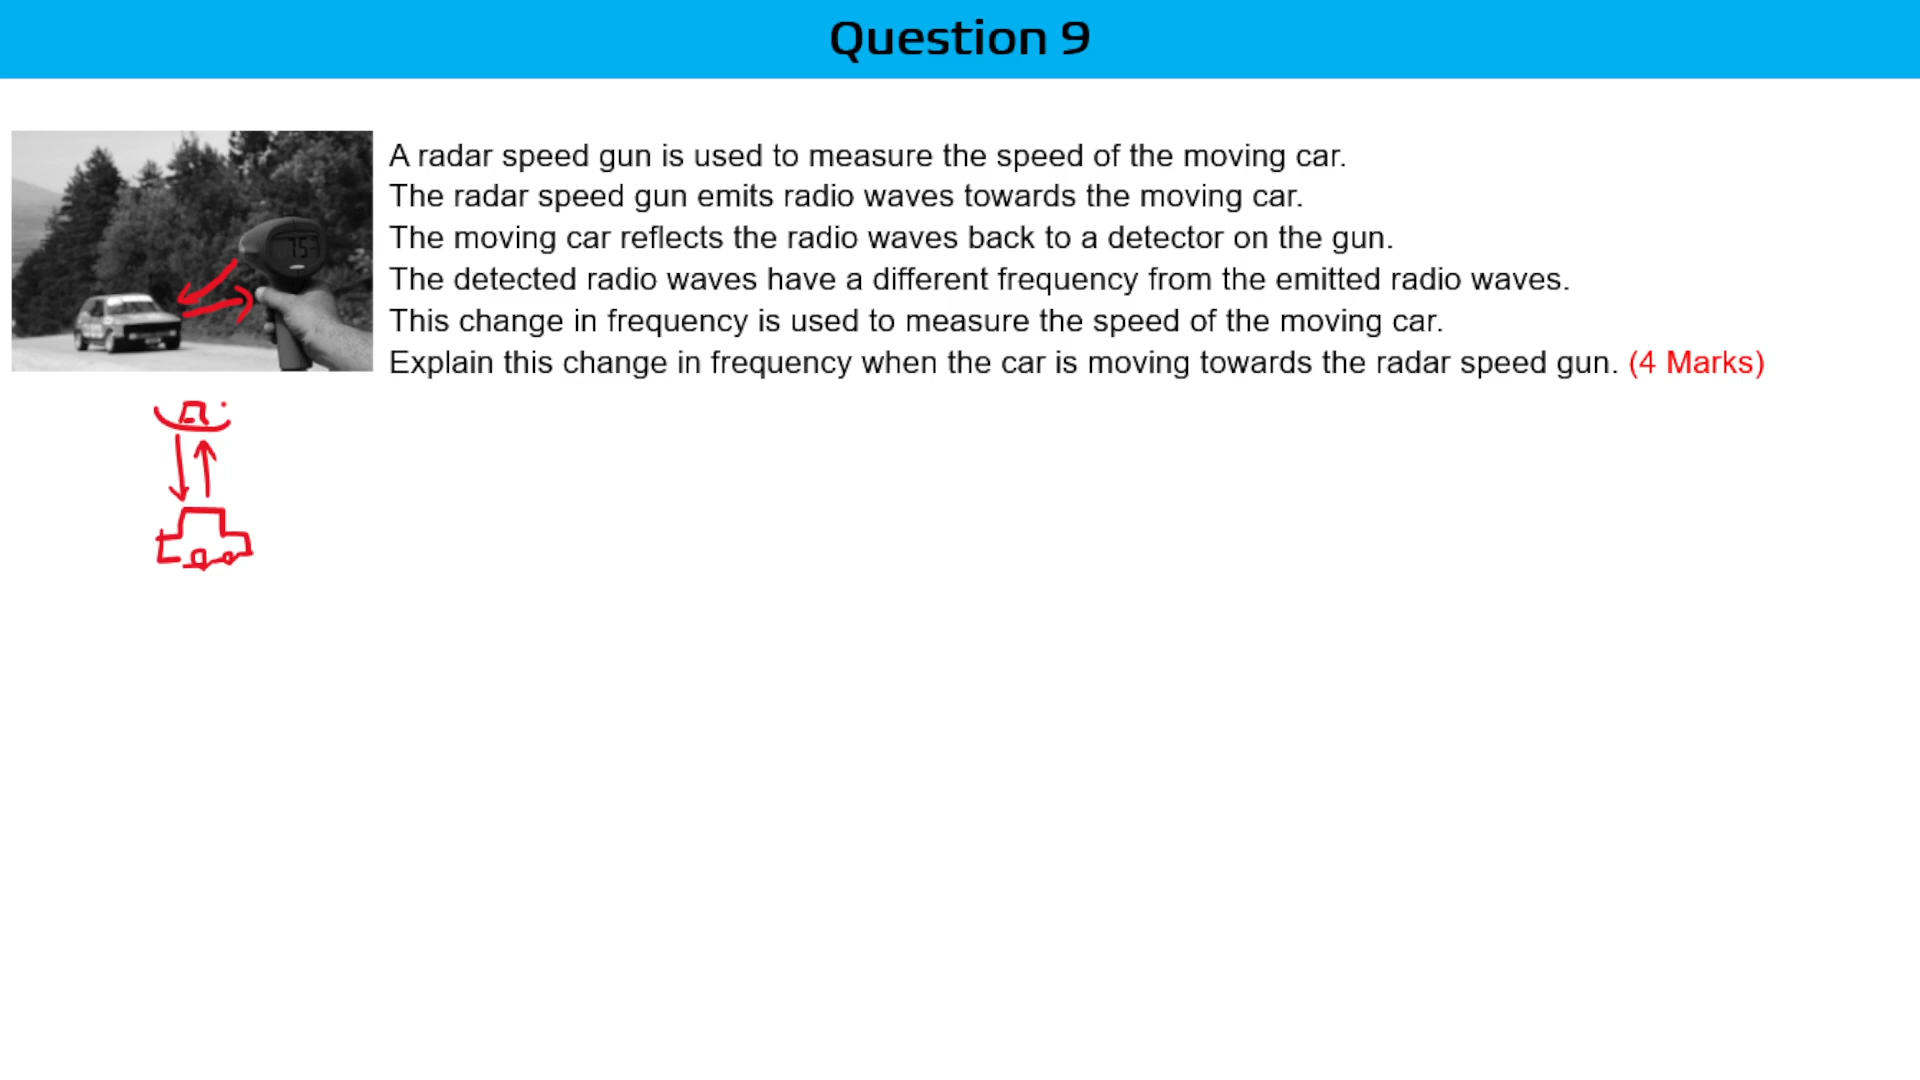 Question 9
A radar speed gun is used to measure the speed of the moving car.
The radar speed gun emits radio waves towards the moving car.
The moving car reflects the radio waves back to a detector on the gun.
The detected radio waves have a different frequency from the emitted radio waves.
This change in frequency is used to measure the speed of the moving car.
Explain this change in frequency when the car is moving towards the radar speed gun. (4 Marks)